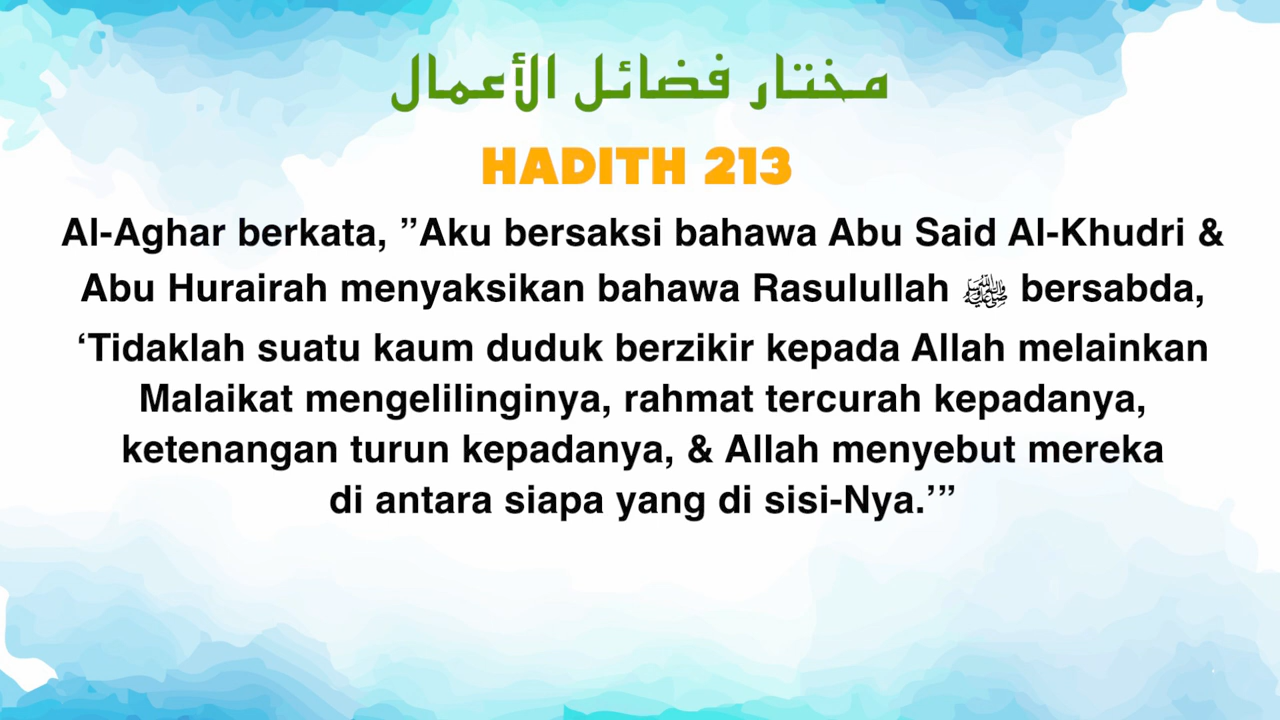 مختار فضائل الأعمال
HADITH 213
Al-Aghar berkata, ”Aku bersaksi bahawa Abu Said Al-Khudri &
Abu Hurairah menyaksikan bahawa Rasulullah ﷺ bersabda,
‘Tidaklah suatu kaum duduk berzikir kepada Allah melainkan
Malaikat mengelilinginya, rahmat tercurah kepadanya,
ketenangan turun kepadanya, & Allah menyebut mereka
di antara siapa yang di sisi-Nya.’”